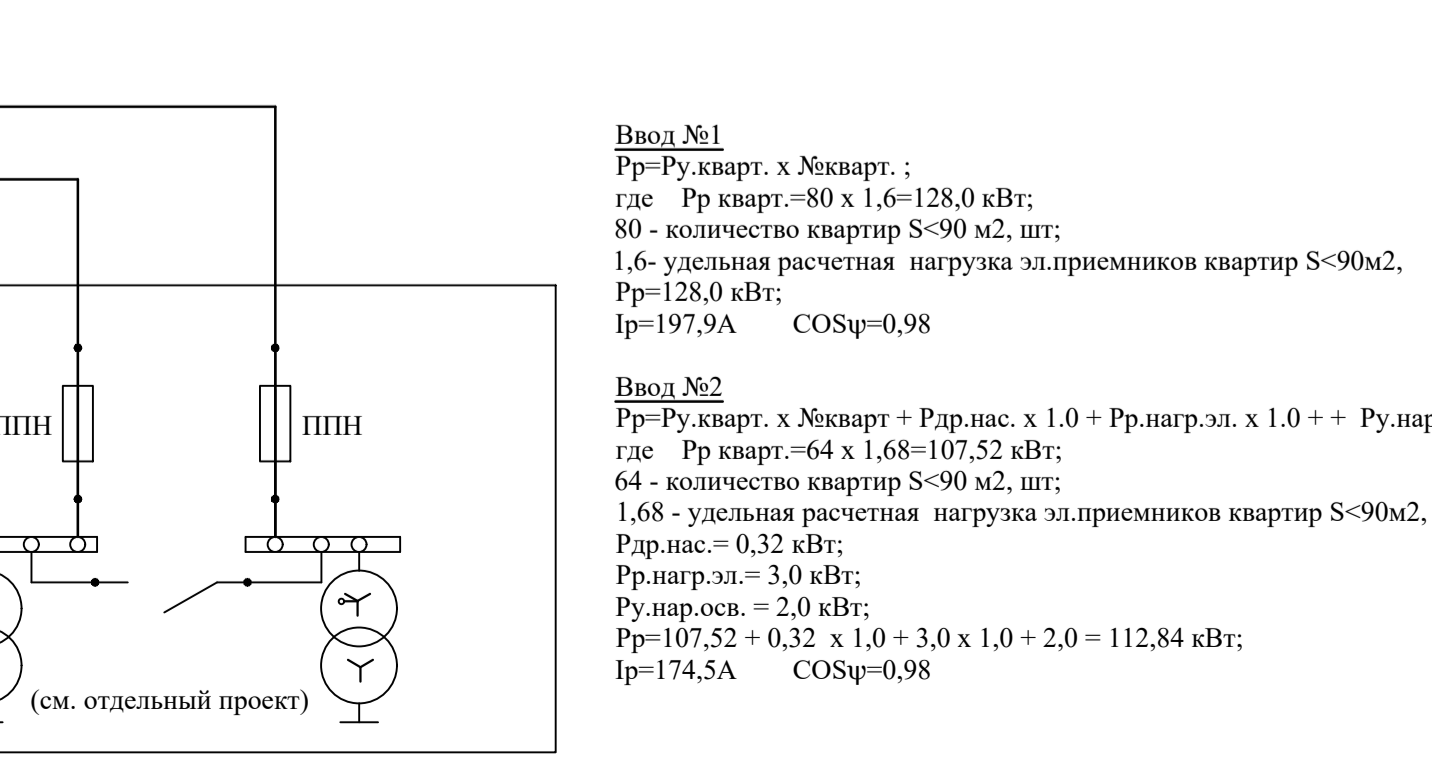 Ввод №1
Рр=Ру.кварт. х №кварт. ;
где Рр кварт.=80 х 1,6=128,0 кВт;
80 - количество квартир S<90 м2, шт;
1,6- удельная расчетная нагрузка эл.приемников квартир S<90м2,
Рр=128,0 кВт;
Iр=197,9А COSψ=0,98
Ввод №2
ППН
ППН
Рр=Ру.кварт. х №кварт + Рдр.нас. х 1.0 + Рр.нагр.эл. х 1.0 + + Ру.нар
где Рр кварт.=64 х 1,68=107,52 кВт;
64 - количество квартир S<90 м2, шт;
1,68 - удельная расчетная нагрузка эл.приемников квартир S<90м2,
Рдр.нас.= 0,32 кВт;
Рр.нагр.эл.= 3,0 кВт;
Ру.нар.осв. = 2,0 кВт;
Рр=107,52 + 0,32 х 1,0 + 3,0 х 1,0 + 2,0 = 112,84 кВт;
Iр=174,5А COSψ=0,98
(см. отдельный проект)